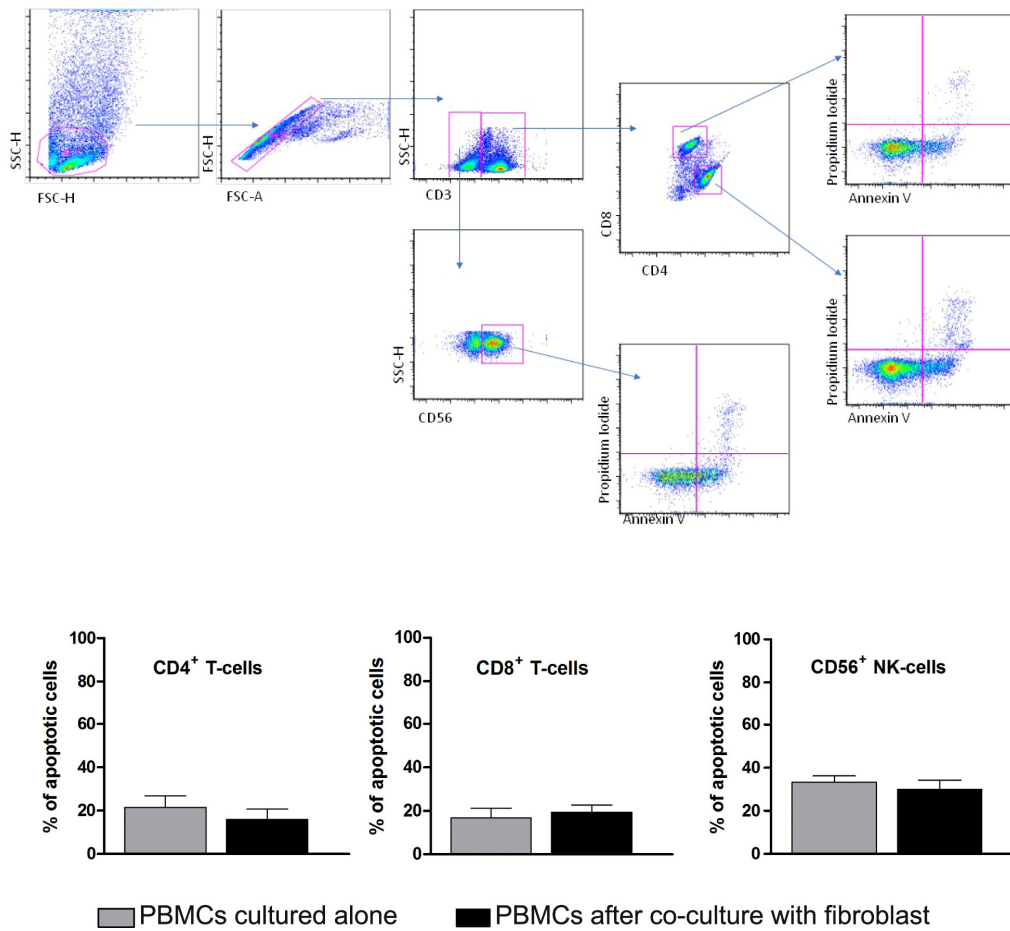 SSC-H
FSC-H
FSC-H
FSC-A
SSC-H
CD3
CD8
CD4
Propidium Iodide
Annexin V
Propidium Iodide
Annexin V
SSC-H
CD56
Propidium Iodide
Annexin V
% of apoptotic cells
100
80
60
40
20
0
CD4+ T-cells
% of apoptotic cells
100
80
60
40
20
0
CD8+ T-cells
% of apoptotic cells
100
80
60
40
20
0
CD56+ NK-cells
PBMCs cultured alone
PBMCs after co-culture with fibroblast